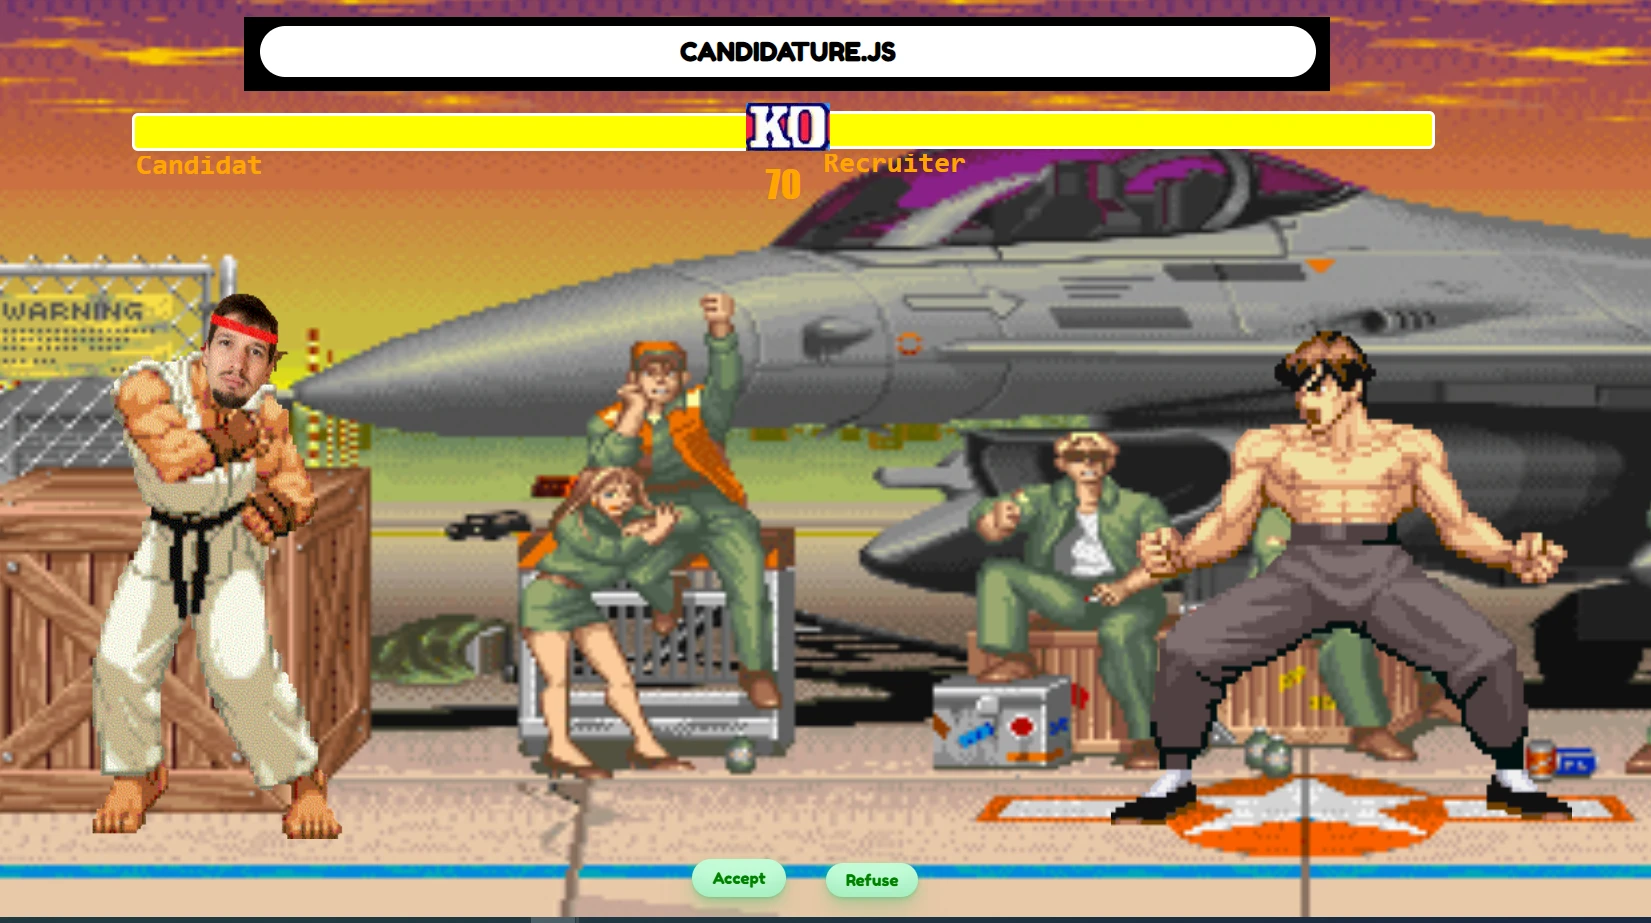 CANDIDATURE.JS
KO
Candidat
Recruiter
70
WARNING
Accept
Refuse